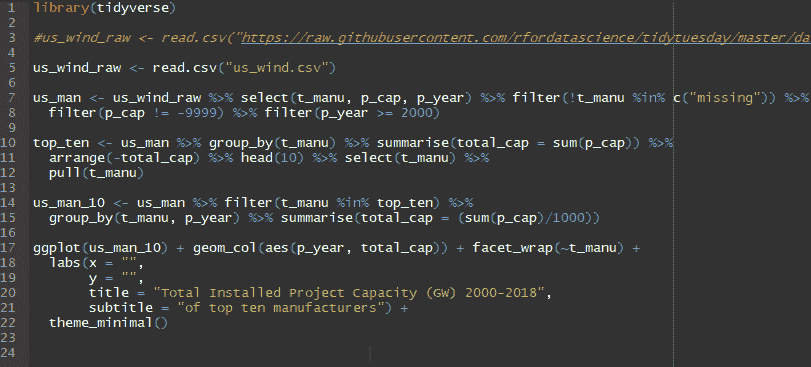 1 library(tidyverse)
2
3 #us_wind_raw <- read.csv("https://raw.githubusercontent.com/rfordatascience/tidytuesday/master/da
4
5 us_wind_raw <- read.csv("us_wind.csv")
6
7 us_man <- us_wind_raw %>% select(t_manu, p_cap, p_year) %>% filter(!t_manu %in% c("missing")) %>%
8   filter(p_cap != -9999) %>% filter(p_year >= 2000)
9
10 top_ten <- us_man %>% group_by(t_manu) %>% summarise(total_cap = sum(p_cap)) %>%
11   arrange(-total_cap) %>% head(10) %>% select(t_manu) %>%
12   pull(t_manu)
13
14 us_man_10 <- us_man %>% filter(t_manu %in% top_ten) %>%
15   group_by(t_manu, p_year) %>% summarise(total_cap = (sum(p_cap)/1000))
16
17 ggplot(us_man_10) + geom_col(aes(p_year, total_cap)) + facet_wrap(~t_manu) +
18   labs(x = "",
19        y = "",
20        title = "Total Installed Project Capacity (GW) 2000-2018",
21        subtitle = "of top ten manufacturers") +
22   theme_minimal()
23
24